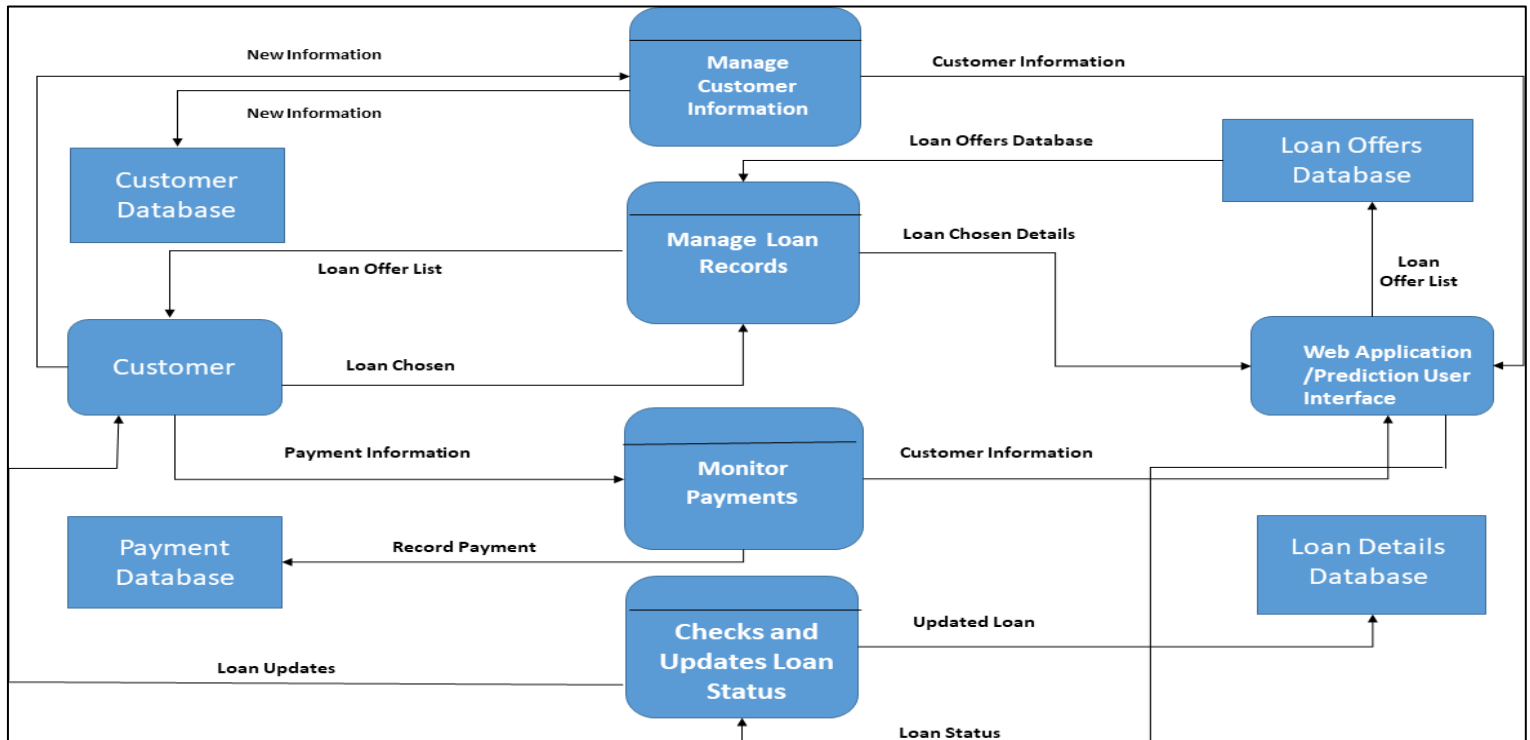 New Information
Manage
Customer
Information
Customer Information
New Information
Loan Offers Database
Loan Offers
Database
Customer
Database
Manage Loan
Records
Loan Chosen Details
Loan Offer List
Loan
Offer List
Customer
Loan Chosen
Web Application
/Prediction User
Interface
Payment Information
Monitor
Payments
Customer Information
Payment
Database
Record Payment
Loan Details
Database
Checks and
Updates Loan
Status
Updated Loan
Loan Updates
Loan Status